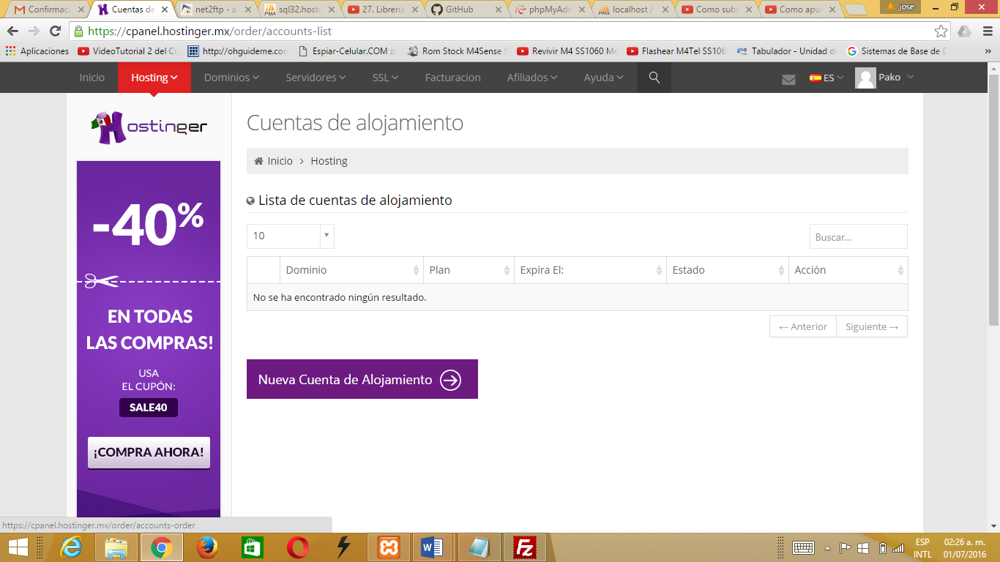 Confirmaci
Cuentas de
net2ftp - a
sql32.hosti
27. Librería
GitHub
phpMyAdm
localhost /
Como subi
Como apur
jose
https://cpanel.hostinger.mx/order/accounts-list
Aplicaciones
VideoTutorial 2 del Cu
http://ohguideme.com
Espiar-Celular.COM :::
Rom Stock M4Sense S
Revivir M4 SS1060 Me
Flashear M4Tel SS106
Tabulador - Unidad de
Sistemas de Base de D
»
Inicio
Hosting
Dominios
Servidores
SSL
Facturacion
Afiliados
Ayuda
ES
Pako
Hostinger
Cuentas de alojamiento
Inicio > Hosting
Lista de cuentas de alojamiento
10
Buscar...
Dominio
Plan
Expira El:
Estado
Acción
No se ha encontrado ningún resultado.
← Anterior
Siguiente →
Nueva Cuenta de Alojamiento
-40%
EN TODAS
LAS COMPRAS!
USA
EL CUPÓN:
SALE40
¡COMPRA AHORA!
https://cpanel.hostinger.mx/order/accounts-order
ESP
INTL
02:26 a. m.
01/07/2016